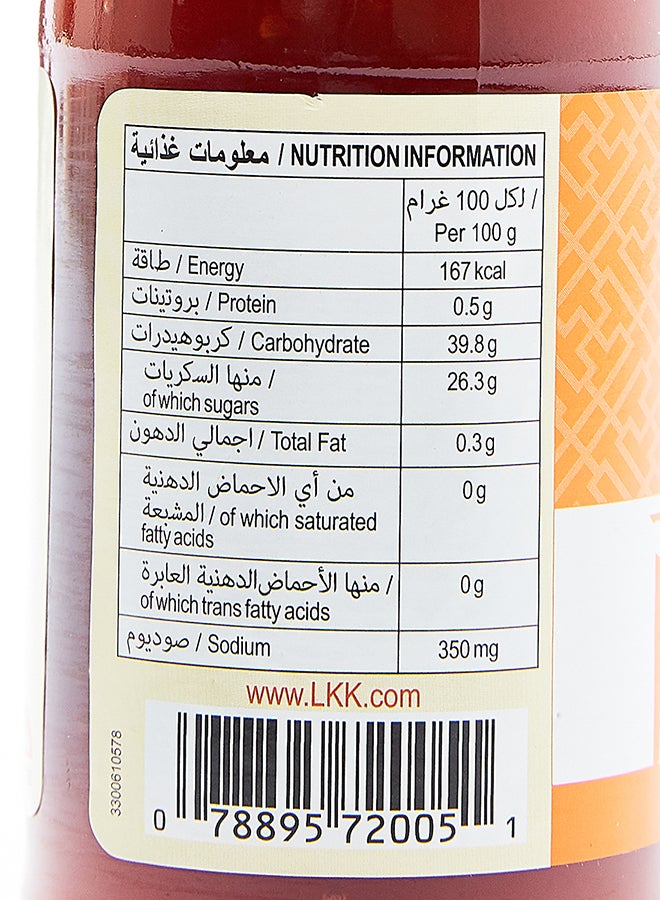 معلومات غذائية / NUTRITION INFORMATION
لكل 100 غرام /
Per 100 g
طاقة / Energy
167 kcal
بروتينات / Protein
0.5 g
كربوهيدرات / Carbohydrate
39.8 g
منها السكريات /
of which sugars
26.3 g
اجمالي الدهون / Total Fat
0.3 g
من أي الاحماض الدهنية
المشبعة / of which saturated
fatty acids
0 g
منها الأحماض الدهنية العابرة /
of which trans fatty acids
0 g
صوديوم / Sodium
350 mg
www.LKK.com
3300610578
0 78895 72005 1